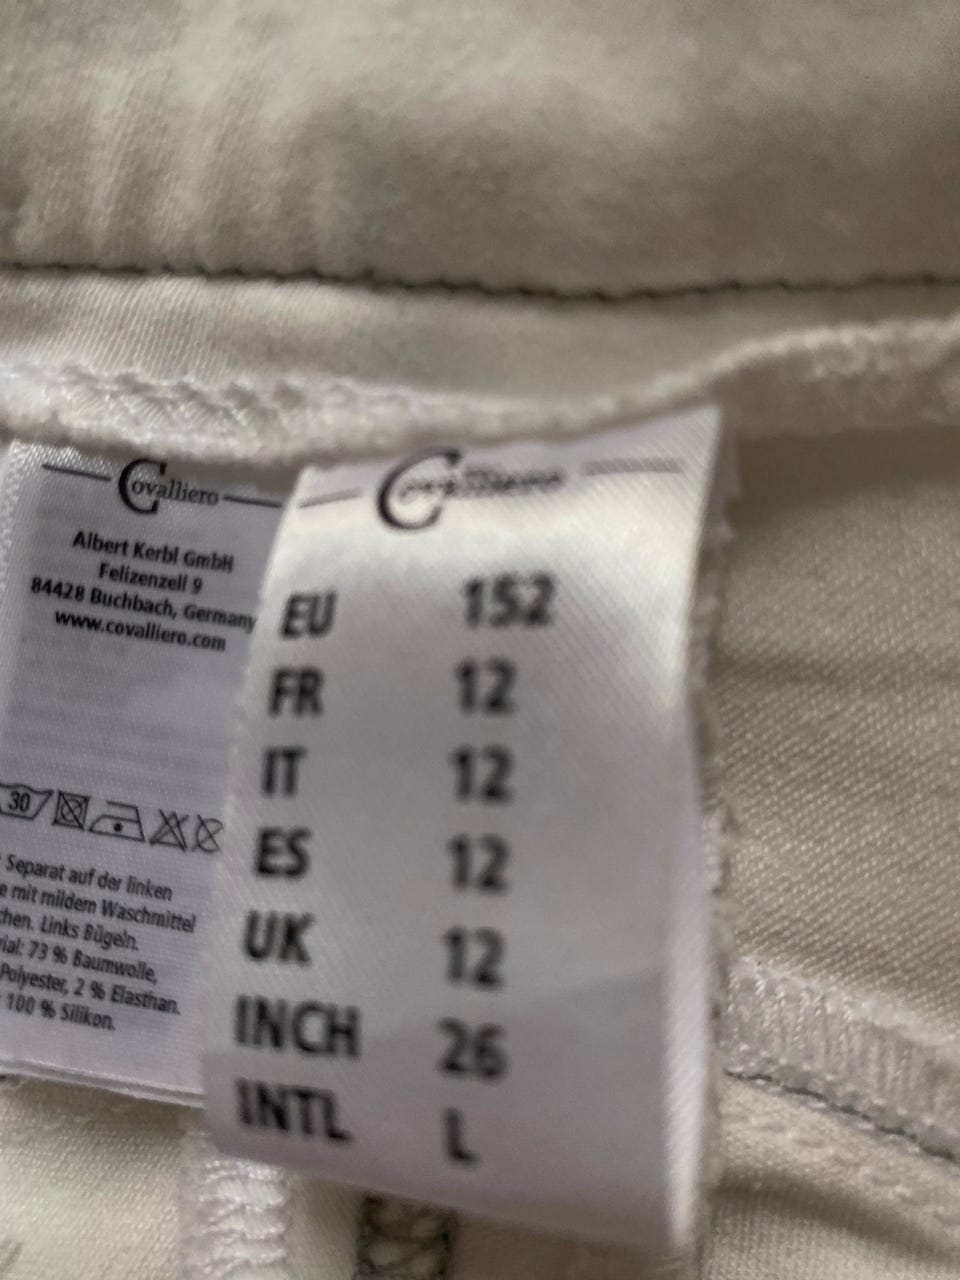 Covalliero
Albert Kerbl GmbH
Felizenzell 9
84428 Buchbach, Germany
www.covalliero.com
30
Separat auf der linken
e mit mildem Waschmittel
chen. Links Bügeln.
ial: 73 % Baumwolle,
Polyester, 2 % Elasthan.
100 % Silikon.
Covalliero
EU 152
FR 12
IT 12
ES 12
UK 12
INCH 26
INTL L